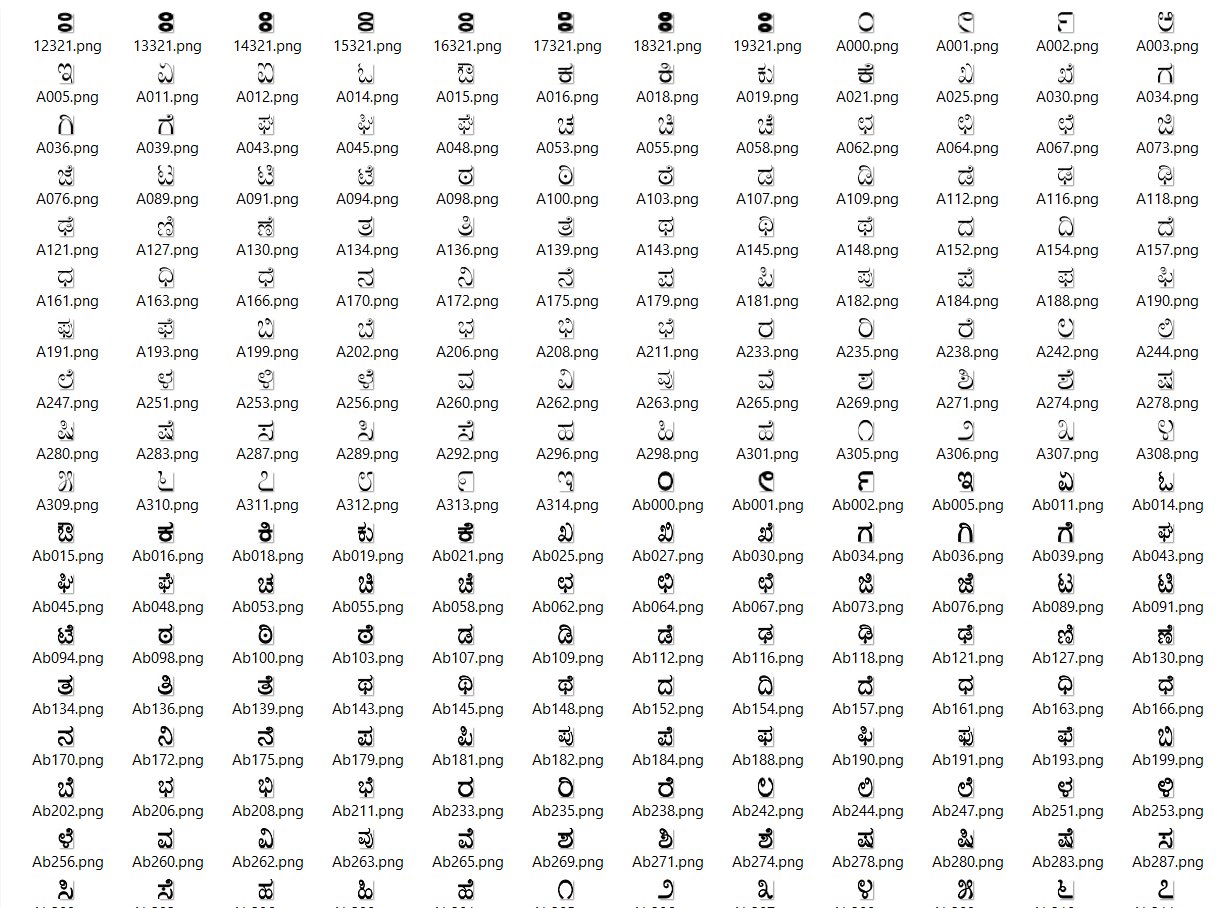 ೦
12321.png 13321.png 14321.png 15321.png 16321.png 17321.png 18321.png 19321.png A000.png A001.png A002.png A003.png
ಇ ಏ ಐ ಓ ಔ ಕ ಕಿ ಕು ಕೆ ಖ ಖೆ ಗ
A005.png A011.png A012.png A014.png A015.png A016.png A018.png A019.png A021.png A025.png A030.png A034.png
ಗಿ ಗೆ ಘ ಘಿ ಘೆ ಚ ಚಿ ಚೆ ಛ ಛಿ ಛೆ ಜಿ
A036.png A039.png A043.png A045.png A048.png A053.png A055.png A058.png A062.png A064.png A067.png A073.png
ಜೆ ಟ ಟಿ ಟೆ ಠ ಠಿ ಠೆ ಡ ಡಿ ಡೆ ಢ ಢಿ
A076.png A089.png A091.png A094.png A098.png A100.png A103.png A107.png A109.png A112.png A116.png A118.png
ಢೆ ಣಿ ಣೆ ತ ತಿ ತೆ ಥ ಥಿ ಥೆ ದ ದಿ ದೆ
A121.png A127.png A130.png A134.png A136.png A139.png A143.png A145.png A148.png A152.png A154.png A157.png
ಧ ಧಿ ಧೆ ನ ನಿ ನೆ ಪ ಪಿ ಪು ಪೆ ಫ ಫಿ
A161.png A163.png A166.png A170.png A172.png A175.png A179.png A181.png A182.png A184.png A188.png A190.png
ಫು ಫೆ ಬಿ ಬೆ ಭ ಭಿ ಭೆ ರ ರಿ ರೆ ಲ ಲಿ
A191.png A193.png A199.png A202.png A206.png A208.png A211.png A233.png A235.png A238.png A242.png A244.png
ಲೆ ಳ ಳಿ ಳೆ ವ ವಿ ವು ವೆ ಶ ಶಿ ಶೆ ಷ
A247.png A251.png A253.png A256.png A260.png A262.png A263.png A265.png A269.png A271.png A274.png A278.png
ಷಿ ಷೆ ಸ ಸಿ ಸೆ ಹ ಹಿ ಹೆ ೧ ೨ ೩ ೪
A280.png A283.png A287.png A289.png A292.png A296.png A298.png A301.png A305.png A306.png A307.png A308.png
೫ ೬ ೭ ೮ ೯ ಇ ೦ ಇ ಏ ಓ
A309.png A310.png A311.png A312.png A313.png A314.png Ab000.png Ab001.png Ab002.png Ab005.png Ab011.png Ab014.png
ಔ ಕ ಕಿ ಕು ಕೆ ಖ ಖಿ ಖೆ ಗ ಗಿ ಗೆ ಘ
Ab015.png Ab016.png Ab018.png Ab019.png Ab021.png Ab025.png Ab027.png Ab030.png Ab034.png Ab036.png Ab039.png Ab043.png
ಘಿ ಘೆ ಚ ಚಿ ಚೆ ಛ ಛಿ ಛೆ ಜಿ ಜೆ ಟ ಟಿ
Ab045.png Ab048.png Ab053.png Ab055.png Ab058.png Ab062.png Ab064.png Ab067.png Ab073.png Ab076.png Ab089.png Ab091.png
ಟೆ ಠ ಠಿ ಠೆ ಡ ಡಿ ಡೆ ಢ ಢಿ ಢೆ ಣಿ ಣೆ
Ab094.png Ab098.png Ab100.png Ab103.png Ab107.png Ab109.png Ab112.png Ab116.png Ab118.png Ab121.png Ab127.png Ab130.png
ತ ತಿ ತೆ ಥ ಥಿ ಥೆ ದ ದಿ ದೆ ಧ ಧಿ ಧೆ
Ab134.png Ab136.png Ab139.png Ab143.png Ab145.png Ab148.png Ab152.png Ab154.png Ab157.png Ab161.png Ab163.png Ab166.png
ನ ನಿ ನೆ ಪ ಪಿ ಪು ಪೆ ಫ ಫಿ ಫು ಫೆ ಬಿ
Ab170.png Ab172.png Ab175.png Ab179.png Ab181.png Ab182.png Ab184.png Ab188.png Ab190.png Ab191.png Ab193.png Ab199.png
ಬೆ ಭ ಭಿ ಭೆ ರ ರಿ ರೆ ಲ ಲಿ ಲೆ ಳ ಳಿ
Ab202.png Ab206.png Ab208.png Ab211.png Ab233.png Ab235.png Ab238.png Ab242.png Ab244.png Ab247.png Ab251.png Ab253.png
ಳೆ ವ ವಿ ವು ವೆ ಶ ಶಿ ಶೆ ಷ ಷಿ ಷೆ ಸ
Ab256.png Ab260.png Ab262.png Ab263.png Ab265.png Ab269.png Ab271.png Ab274.png Ab278.png Ab280.png Ab283.png Ab287.png
ಸಿ ಸೆ ಹ ಹಿ ಹೆ ೧ ೨ ೩ ೪ ೫ ೬ ೭